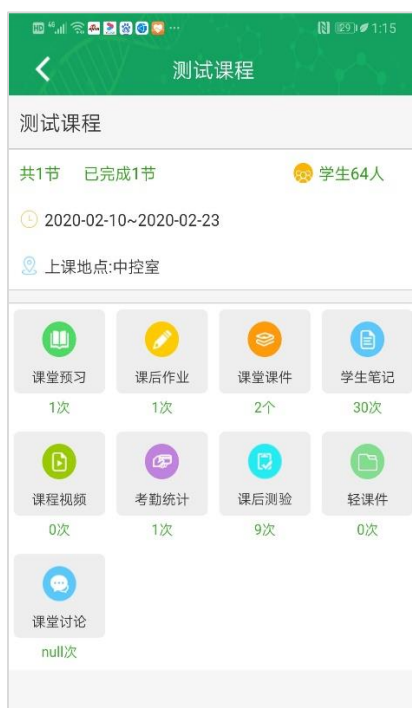 HD 46 89 1:15
测试课程
测试课程
共1节 已完成1节 学生64人
2020-02-10~2020-02-23
上课地点:中控室
课堂预习 课后作业 课堂课件 学生笔记
1次 1次 2个 30次
课程视频 考勤统计 课后测验 轻课件
0次 1次 9次 0次
课堂讨论
null次